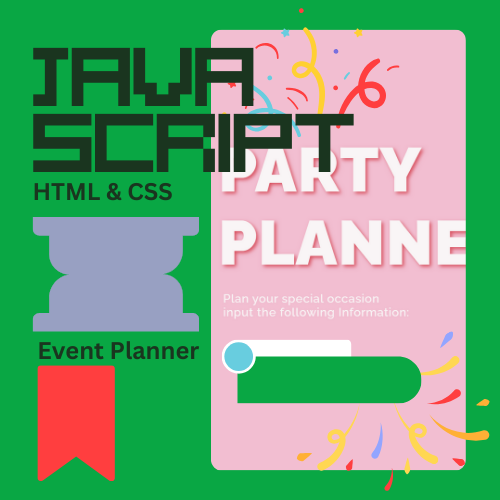 JAVA
SCRIPT
HTML & CSS
Event Planner
PARTY
PLANNE
Plan your special occasion
input the following Information: